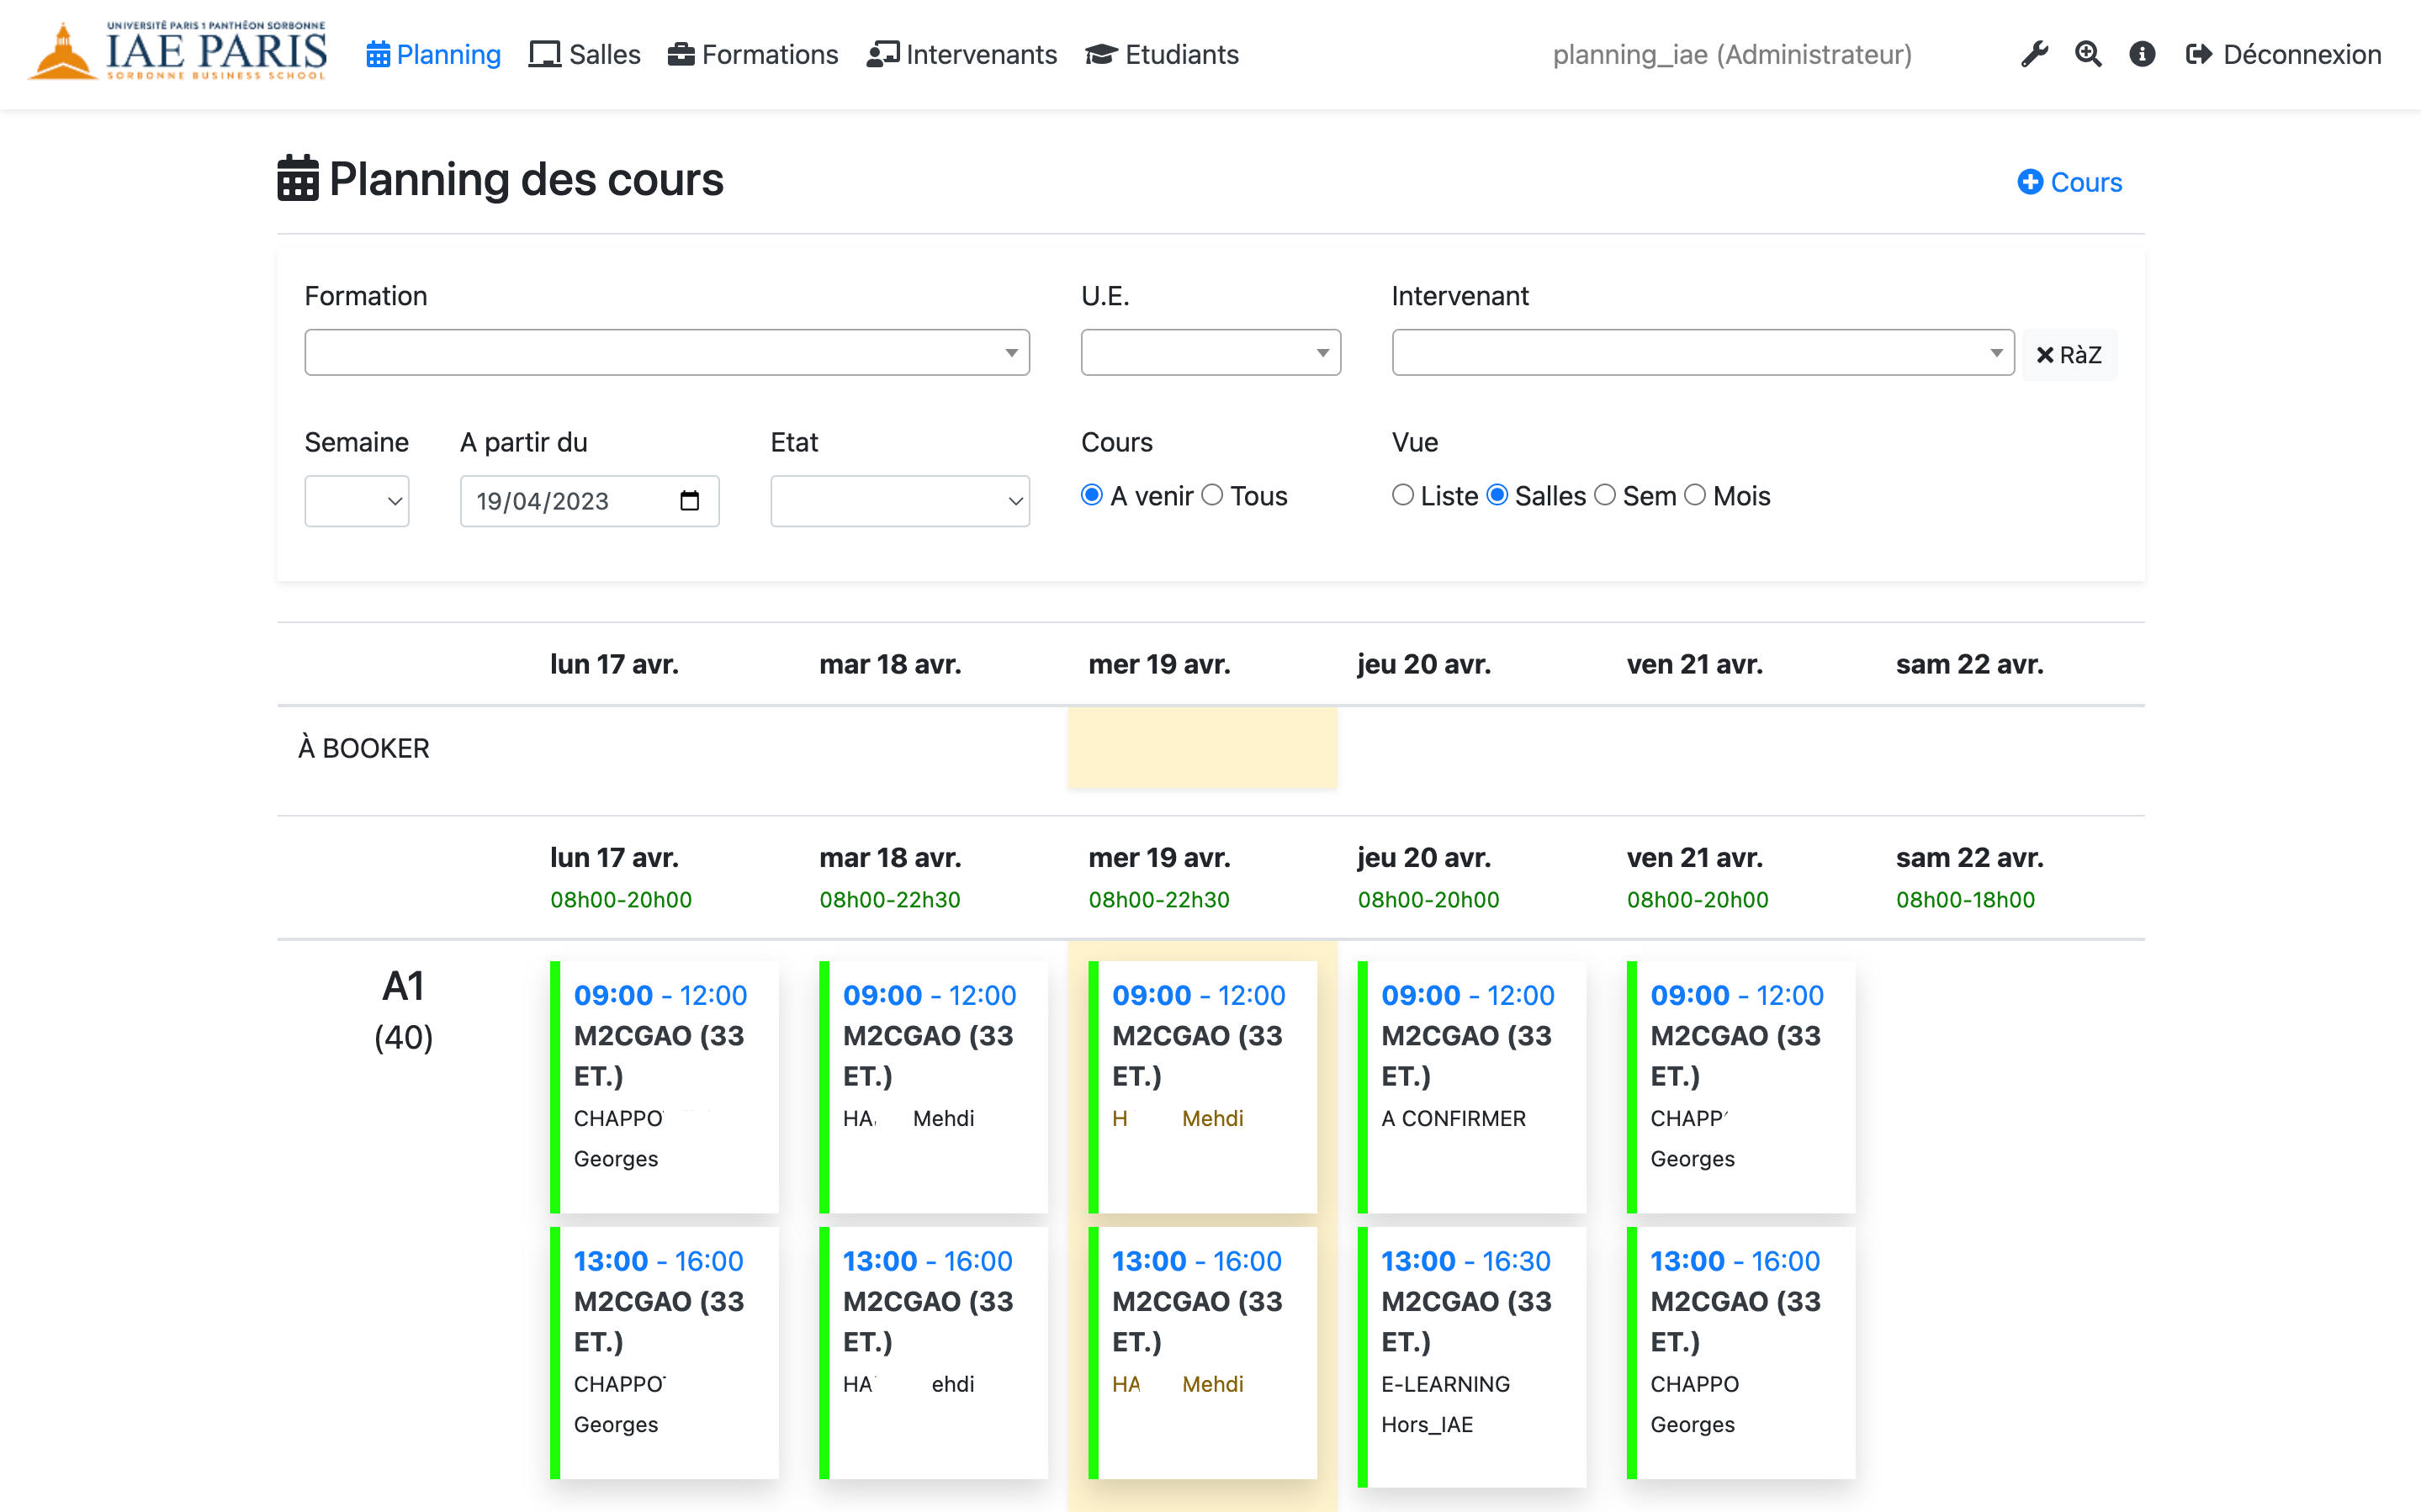 UNIVERSITÉ PARIS 1 PANTHÉON SORBONNE
IAE PARIS
SORBONNE BUSINESS SCHOOL
Planning Salles Formations Intervenants Etudiants planning_iae (Administrateur) Déconnexion
Planning des cours
Cours
Formation U.E. Intervenant
RàZ
Semaine A partir du Etat Cours Vue
19/04/2023 A venir Tous Liste Salles Sem Mois
lun 17 avr. mar 18 avr. mer 19 avr. jeu 20 avr. ven 21 avr. sam 22 avr.
À BOOKER
lun 17 avr. mar 18 avr. mer 19 avr. jeu 20 avr. ven 21 avr. sam 22 avr.
08h00-20h00 08h00-22h30 08h00-22h30 08h00-20h00 08h00-20h00 08h00-18h00
A1
(40)
09:00 - 12:00 09:00 - 12:00 09:00 - 12:00 09:00 - 12:00 09:00 - 12:00
M2CGAO (33 M2CGAO (33 M2CGAO (33 M2CGAO (33 M2CGAO (33
ET.) ET.) ET.) ET.) ET.)
CHAPPO HA Mehdi H Mehdi A CONFIRMER CHAPP
Georges Georges
13:00 - 16:00 13:00 - 16:00 13:00 - 16:00 13:00 - 16:30 13:00 - 16:00
M2CGAO (33 M2CGAO (33 M2CGAO (33 M2CGAO (33 M2CGAO (33
ET.) ET.) ET.) ET.) ET.)
CHAPPO HA ehdi HA Mehdi E-LEARNING CHAPPO
Georges Hors_IAE Georges